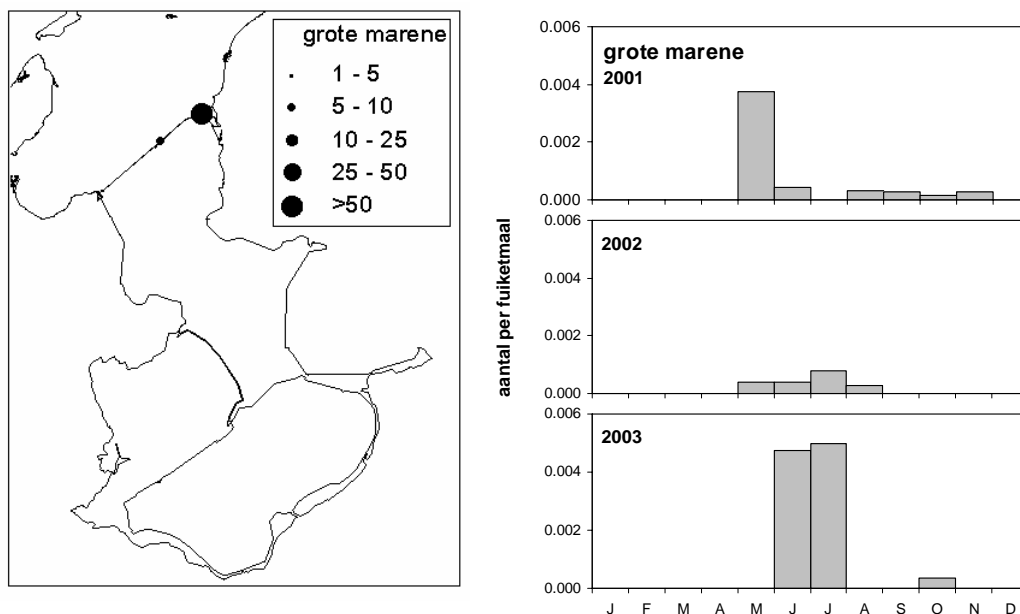 grote marene
1 - 5
5 - 10
10 - 25
25 - 50
>50
aantal per fuiketmaal
0.006
0.004
0.002
0.000
grote marene
2001
0.006
0.004
0.002
0.000
2002
0.006
0.004
0.002
0.000
2003
J F M A M J J A S O N D